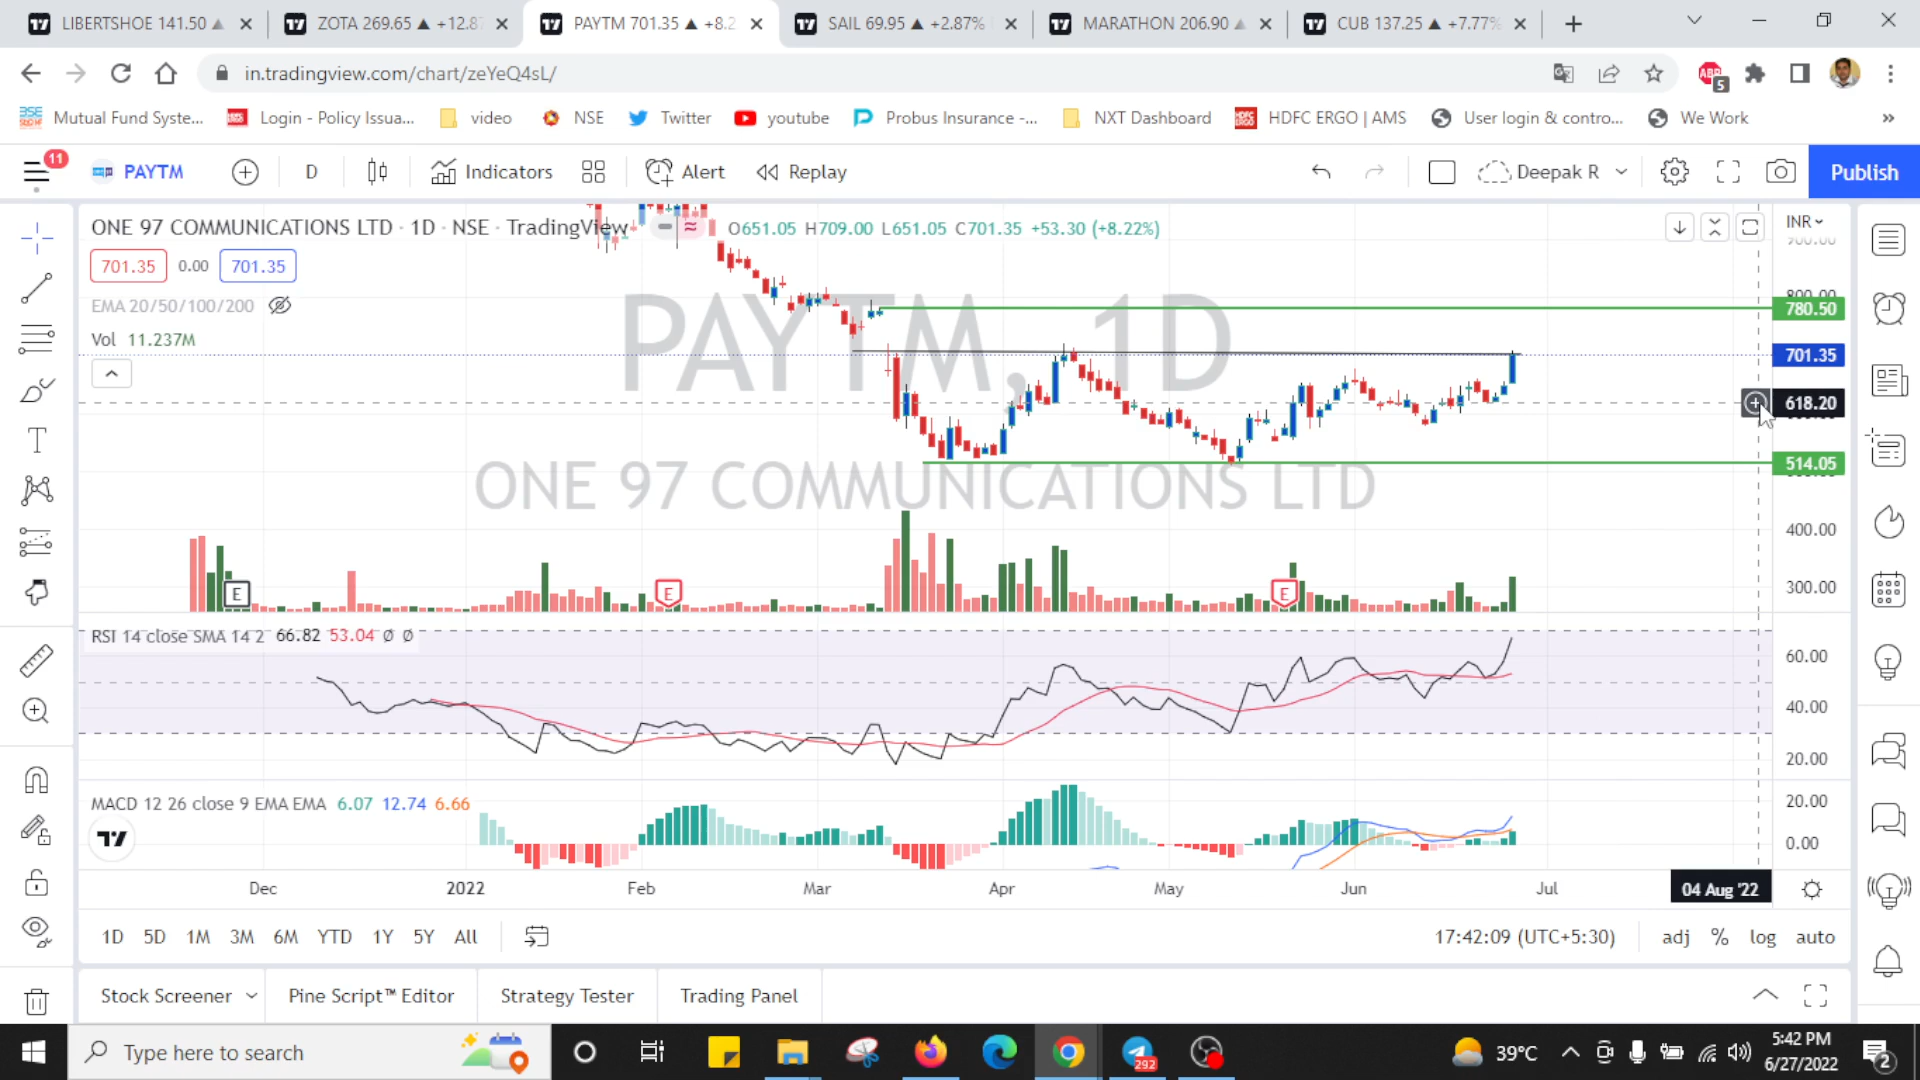 LIBERTSHOE 141.50 ▲
ZOTA 269.65 ▲ +12.8
PAYTM 701.35 ▲ +8.2
SAIL 69.95 ▲ +2.87%
MARATHON 206.90 ▲
CUB 137.25 ▲ +7.77%
in.tradingview.com/chart/zeYeQ4sL/
ABP 5
Mutual Fund Syste...
Login - Policy Issua...
video
NSE
Twitter
youtube
Probus Insurance -...
NXT Dashboard
HDFC ERGO | AMS
User login & contro...
We Work
»
11
PAYTM
D
Indicators
Alert
Replay
Deepak R
Publish
ONE 97 COMMUNICATIONS LTD · 1D · NSE · TradingView
O651.05 H709.00 L651.05 C701.35 +53.30 (+8.22%)
INR
701.35 0.00 701.35
EMA 20/50/100/200
Vol 11.237M
PAYTM, 1D
ONE 97 COMMUNICATIONS LTD
900.00
800.00
780.50
701.35
618.20
514.05
400.00
300.00
E
E
E
RSI 14 close SMA 14 2 66.82 53.04 Ø Ø
60.00
40.00
20.00
MACD 12 26 close 9 EMA EMA 6.07 12.74 6.66
20.00
0.00
Dec 2022 Feb Mar Apr May Jun Jul 04 Aug '22
1D 5D 1M 3M 6M YTD 1Y 5Y All
17:42:09 (UTC+5:30) adj % log auto
Stock Screener Pine Script™ Editor Strategy Tester Trading Panel
Type here to search
292
39°C
5:42 PM
6/27/2022
2